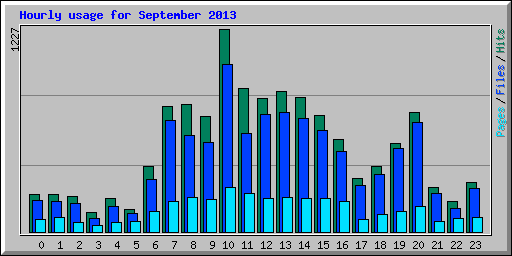 Hourly usage for September 2013
1227
Pages/Files/Hits
0 1 2 3 4 5 6 7 8 9 10 11 12 13 14 15 16 17 18 19 20 21 22 23